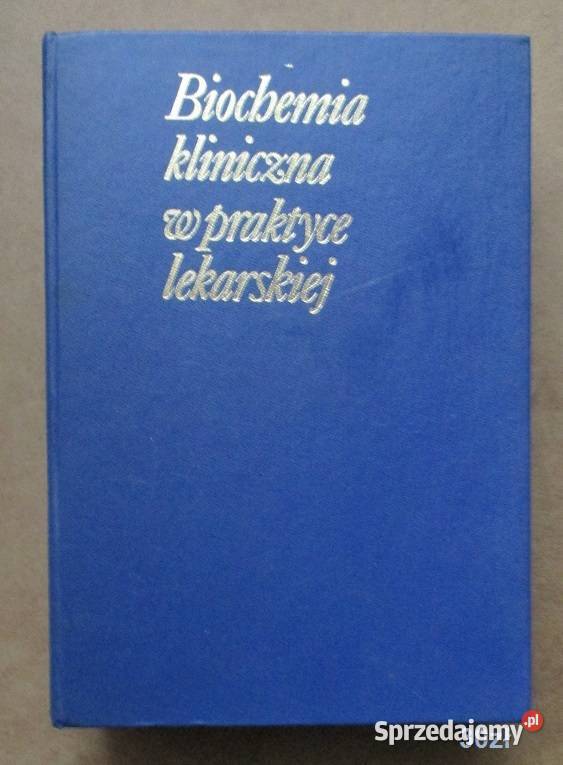 Biochemia
kliniczna
w praktyce
lekarskiej
Sprzedajemy.pl